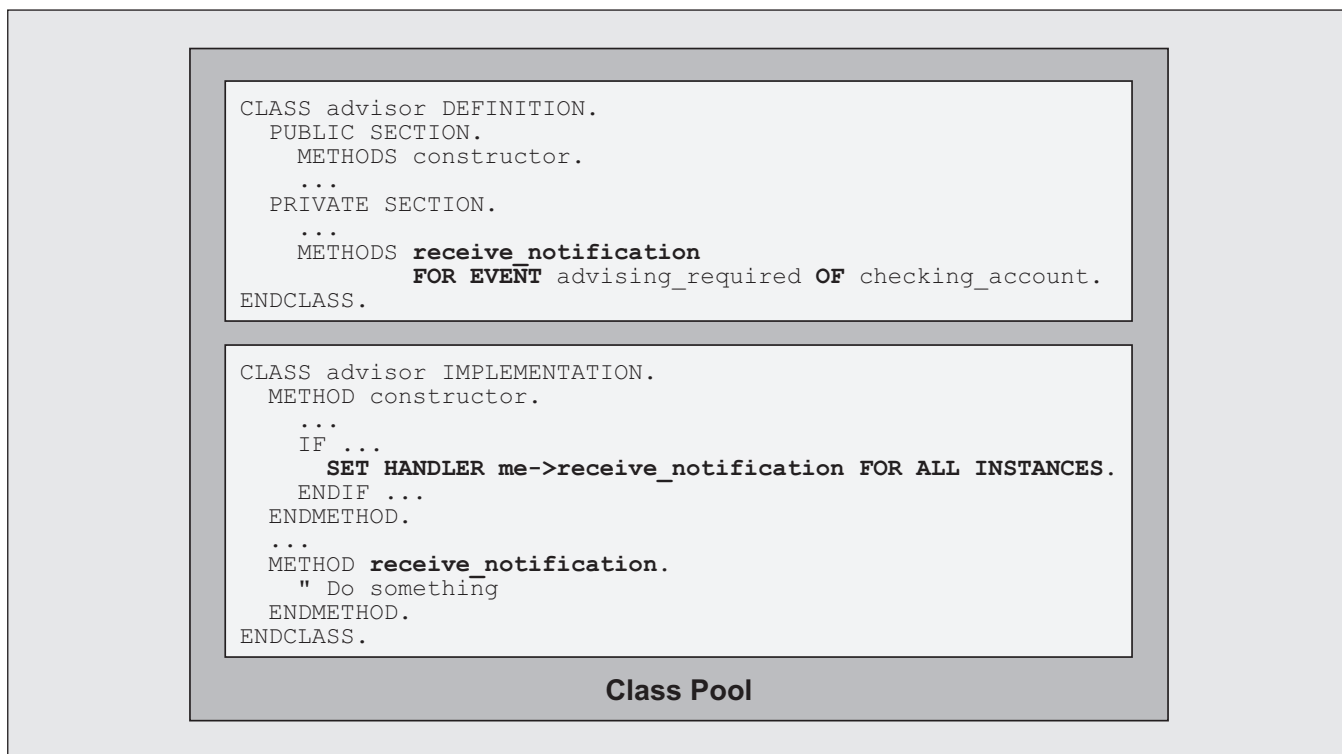 CLASS advisor DEFINITION.
PUBLIC SECTION.
METHODS constructor.
...
PRIVATE SECTION.
...
METHODS receive_notification
FOR EVENT advising_required OF checking_account.
ENDCLASS.
CLASS advisor IMPLEMENTATION.
METHOD constructor.
...
IF ...
SET HANDLER me->receive_notification FOR ALL INSTANCES.
ENDIF ...
ENDMETHOD.
...
METHOD receive_notification.
" Do something
ENDMETHOD.
ENDCLASS.
Class Pool